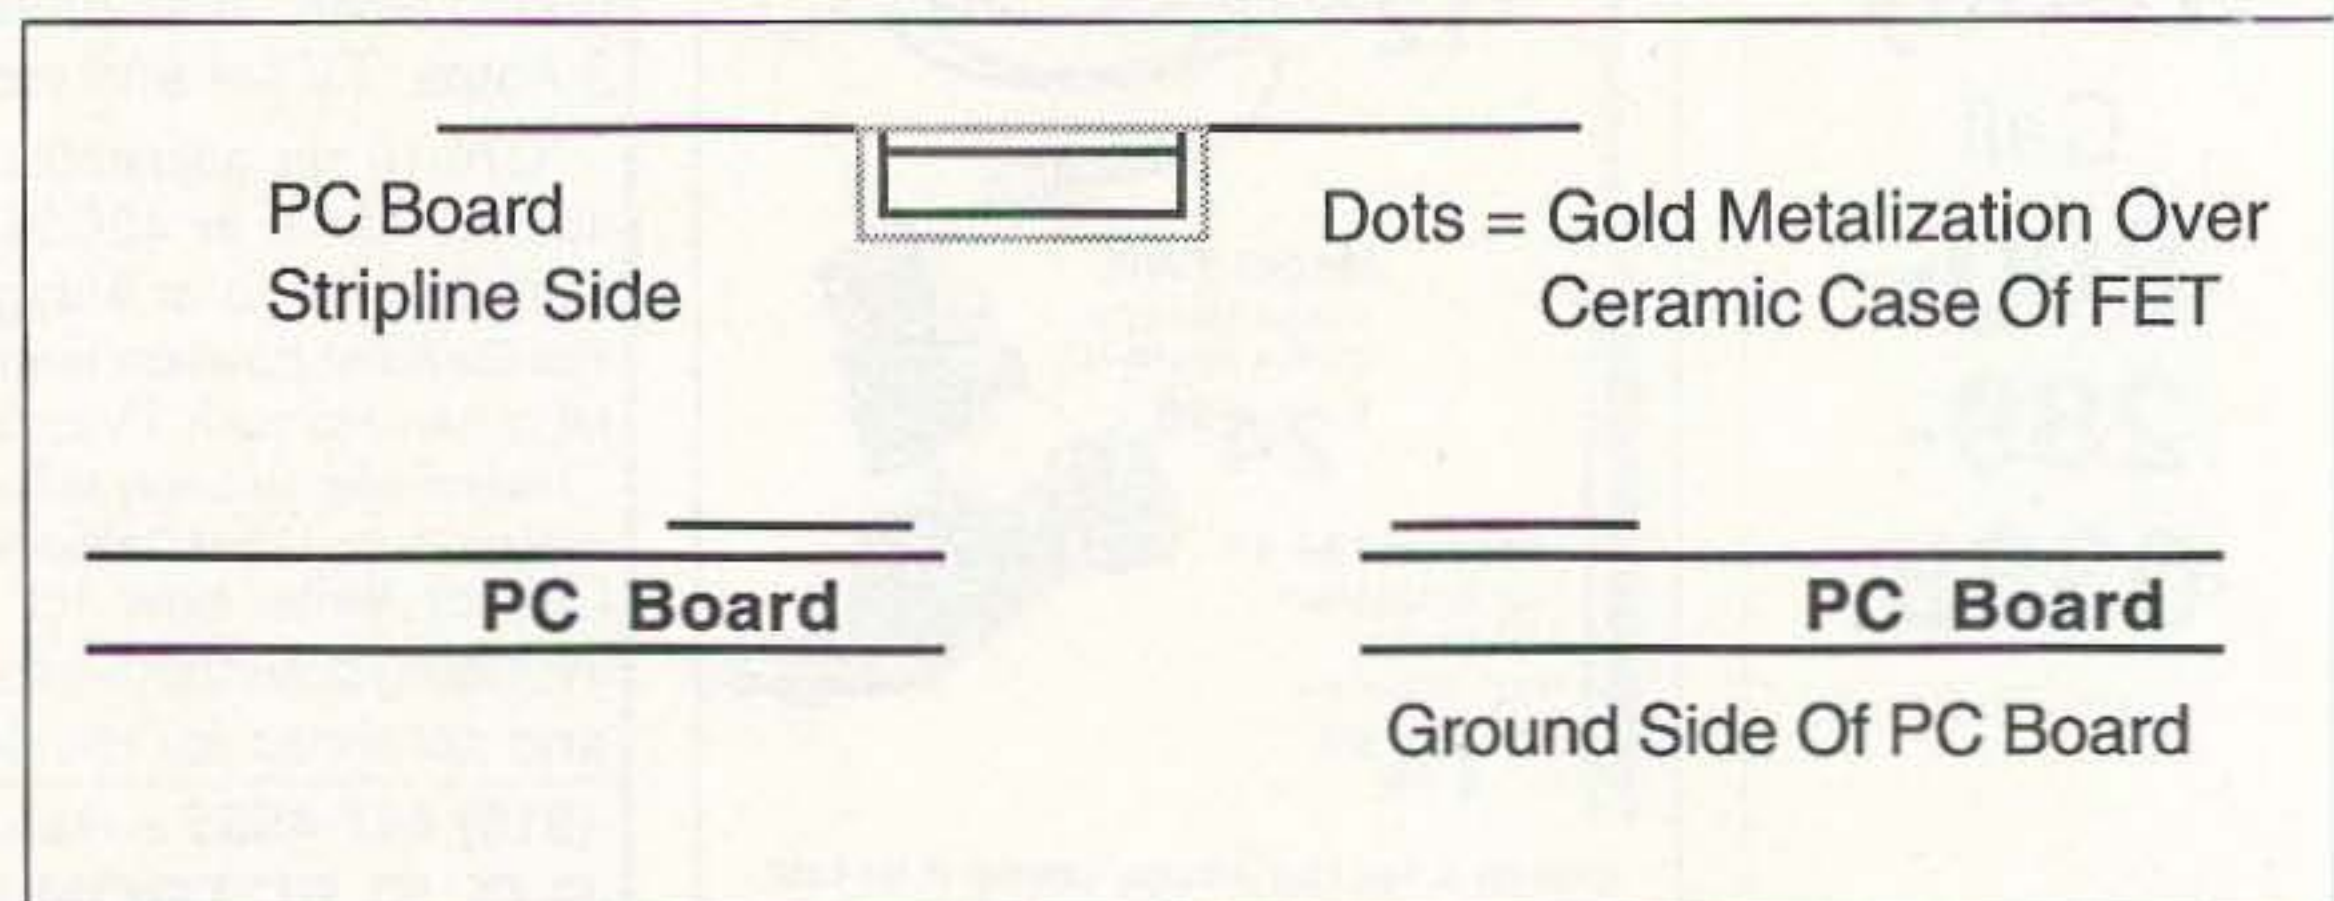 PC Board
Stripline Side
Dots = Gold Metalization Over
Ceramic Case Of FET
PC Board
PC Board
Ground Side Of PC Board